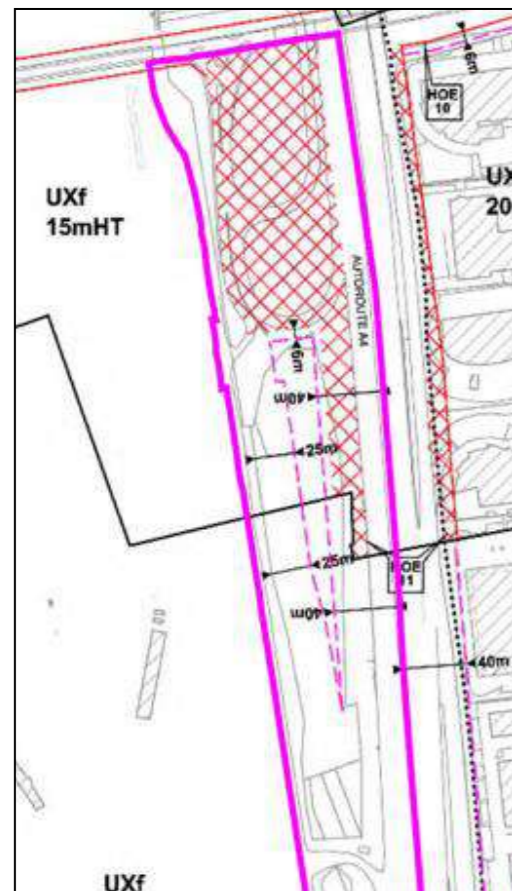 6m
HOE
10
UXf
15mHT
UX
20
AUTOROUTE A4
6m
40m
25m
25m
HOE
11
40m
40m
UXf